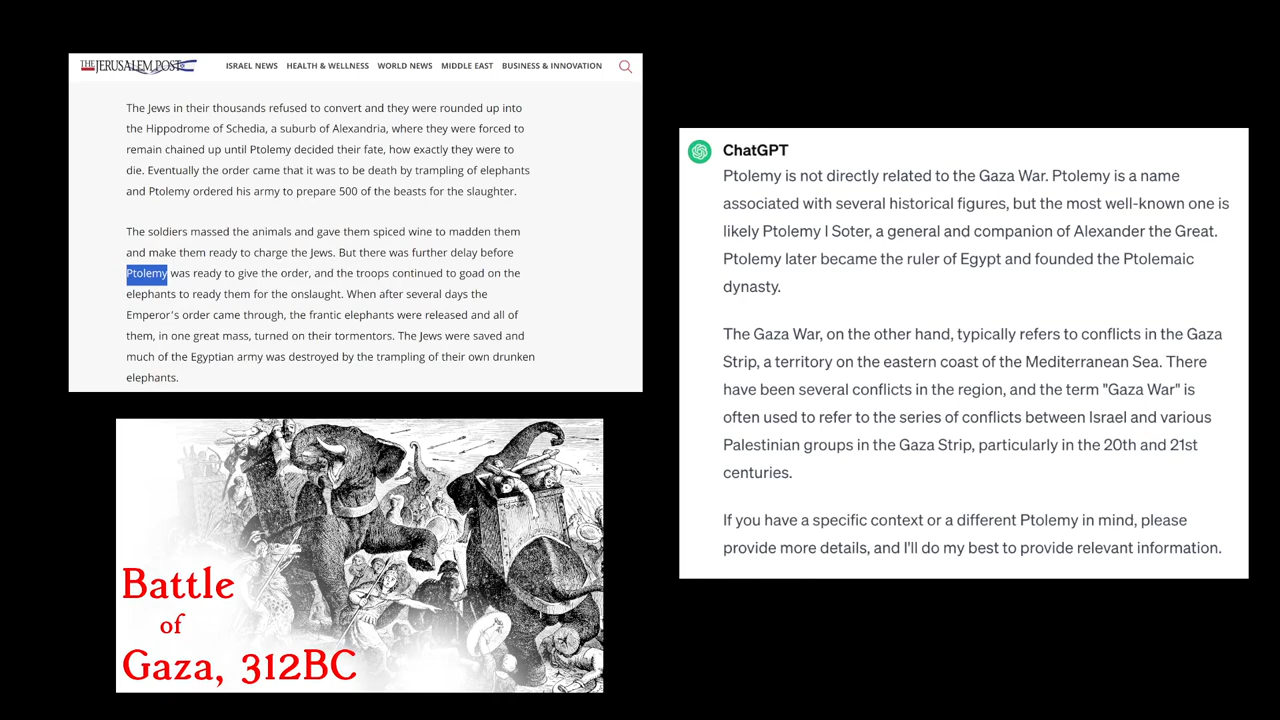 THE JERUSALEM POST
ISRAEL NEWS HEALTH & WELLNESS WORLD NEWS MIDDLE EAST BUSINESS & INNOVATION
The Jews in their thousands refused to convert and they were rounded up into
the Hippodrome of Schedia, a suburb of Alexandria, where they were forced to
remain chained up until Ptolemy decided their fate, how exactly they were to
die. Eventually the order came that it was to be death by trampling of elephants
and Ptolemy ordered his army to prepare 500 of the beasts for the slaughter.
The soldiers massed the animals and gave them spiced wine to madden them
and make them ready to charge the Jews. But there was further delay before
Ptolemy was ready to give the order, and the troops continued to goad on the
elephants to ready them for the onslaught. When after several days the
Emperor's order came through, the frantic elephants were released and all of
them, in one great mass, turned on their tormentors. The Jews were saved and
much of the Egyptian army was destroyed by the trampling of their own drunken
elephants.
Battle
of
Gaza, 312BC
ChatGPT
Ptolemy is not directly related to the Gaza War. Ptolemy is a name
associated with several historical figures, but the most well-known one is
likely Ptolemy I Soter, a general and companion of Alexander the Great.
Ptolemy later became the ruler of Egypt and founded the Ptolemaic
dynasty.
The Gaza War, on the other hand, typically refers to conflicts in the Gaza
Strip, a territory on the eastern coast of the Mediterranean Sea. There
have been several conflicts in the region, and the term "Gaza War" is
often used to refer to the series of conflicts between Israel and various
Palestinian groups in the Gaza Strip, particularly in the 20th and 21st
centuries.
If you have a specific context or a different Ptolemy in mind, please
provide more details, and I'll do my best to provide relevant information.